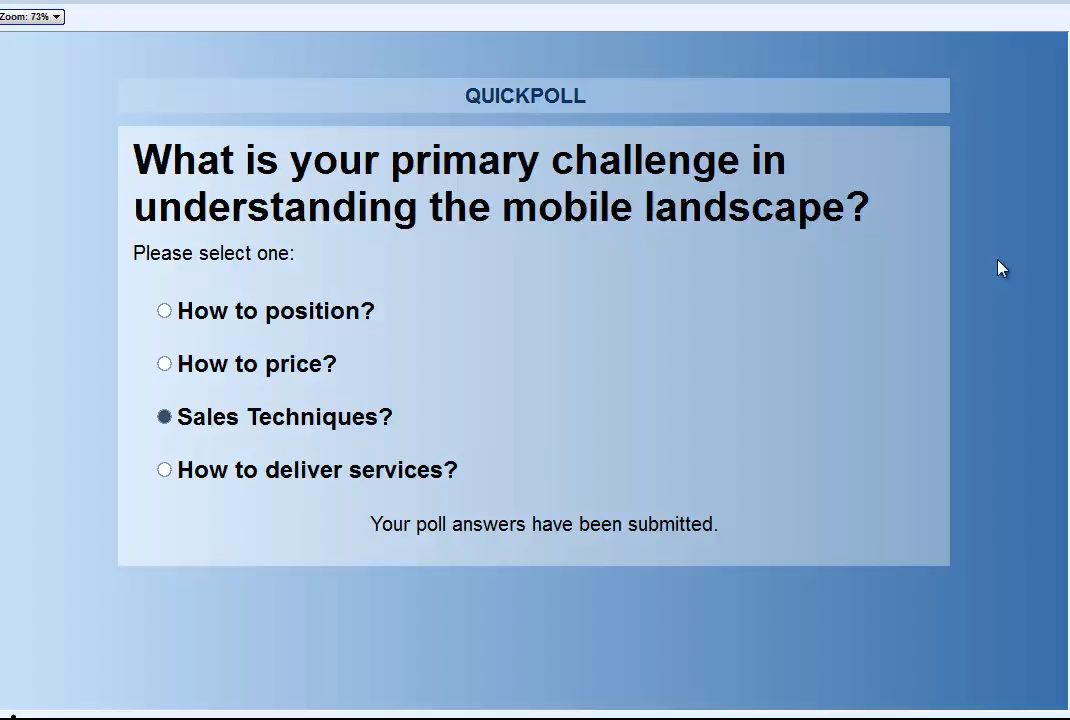 Zoom: 73%
QUICKPOLL
What is your primary challenge in
understanding the mobile landscape?
Please select one:
How to position?
How to price?
Sales Techniques?
How to deliver services?
Your poll answers have been submitted.